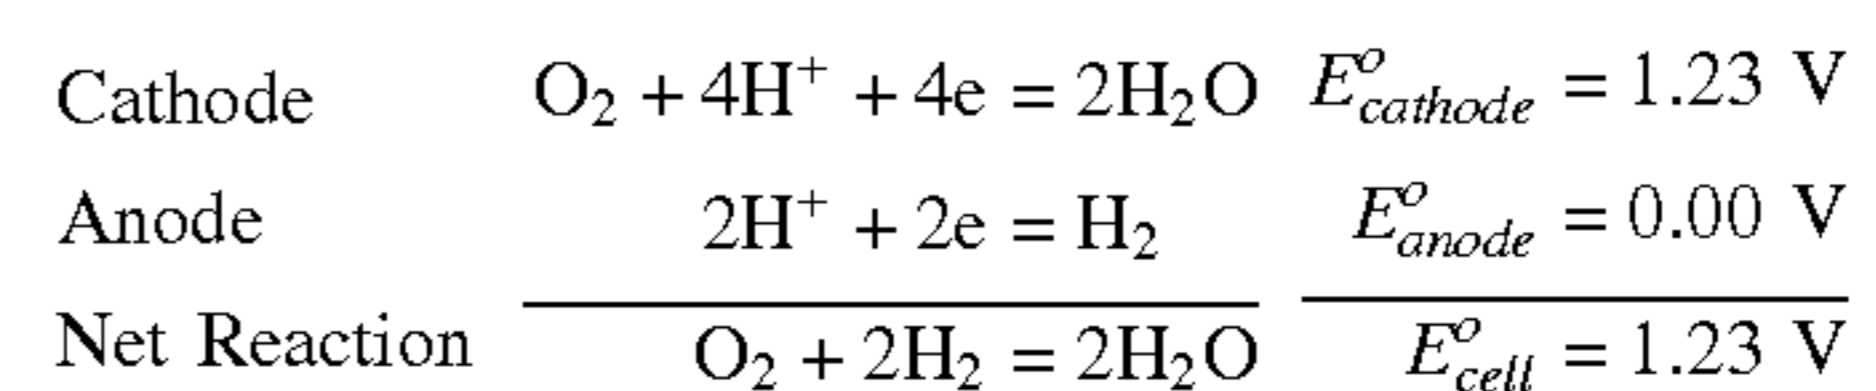 Cathode O₂ + 4H⁺ + 4e = 2H₂O E°cathode = 1.23 V
Anode 2H⁺ + 2e = H₂ E°anode = 0.00 V
Net Reaction O₂ + 2H₂ = 2H₂O E°cell = 1.23 V